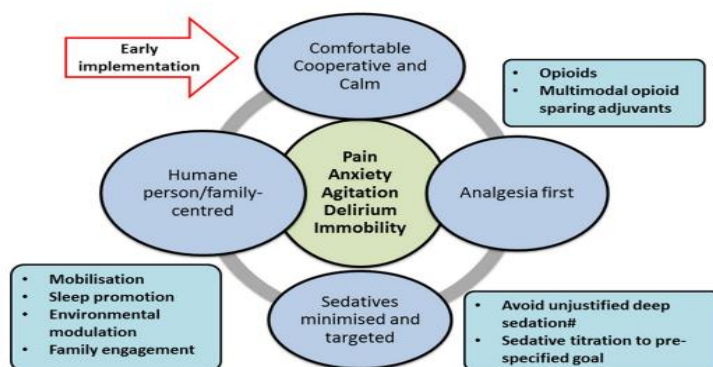 Early
implementation
Comfortable
Cooperative and
Calm
• Opioids
• Multimodal opioid
sparing adjuvants
Humane
person/family-
centred
Pain
Anxiety
Agitation
Delirium
Immobility
Analgesia first
• Mobilisation
• Sleep promotion
• Environmental
modulation
• Family engagement
Sedatives
minimised and
targeted
• Avoid unjustified deep
sedation#
• Sedative titration to pre-
specified goal